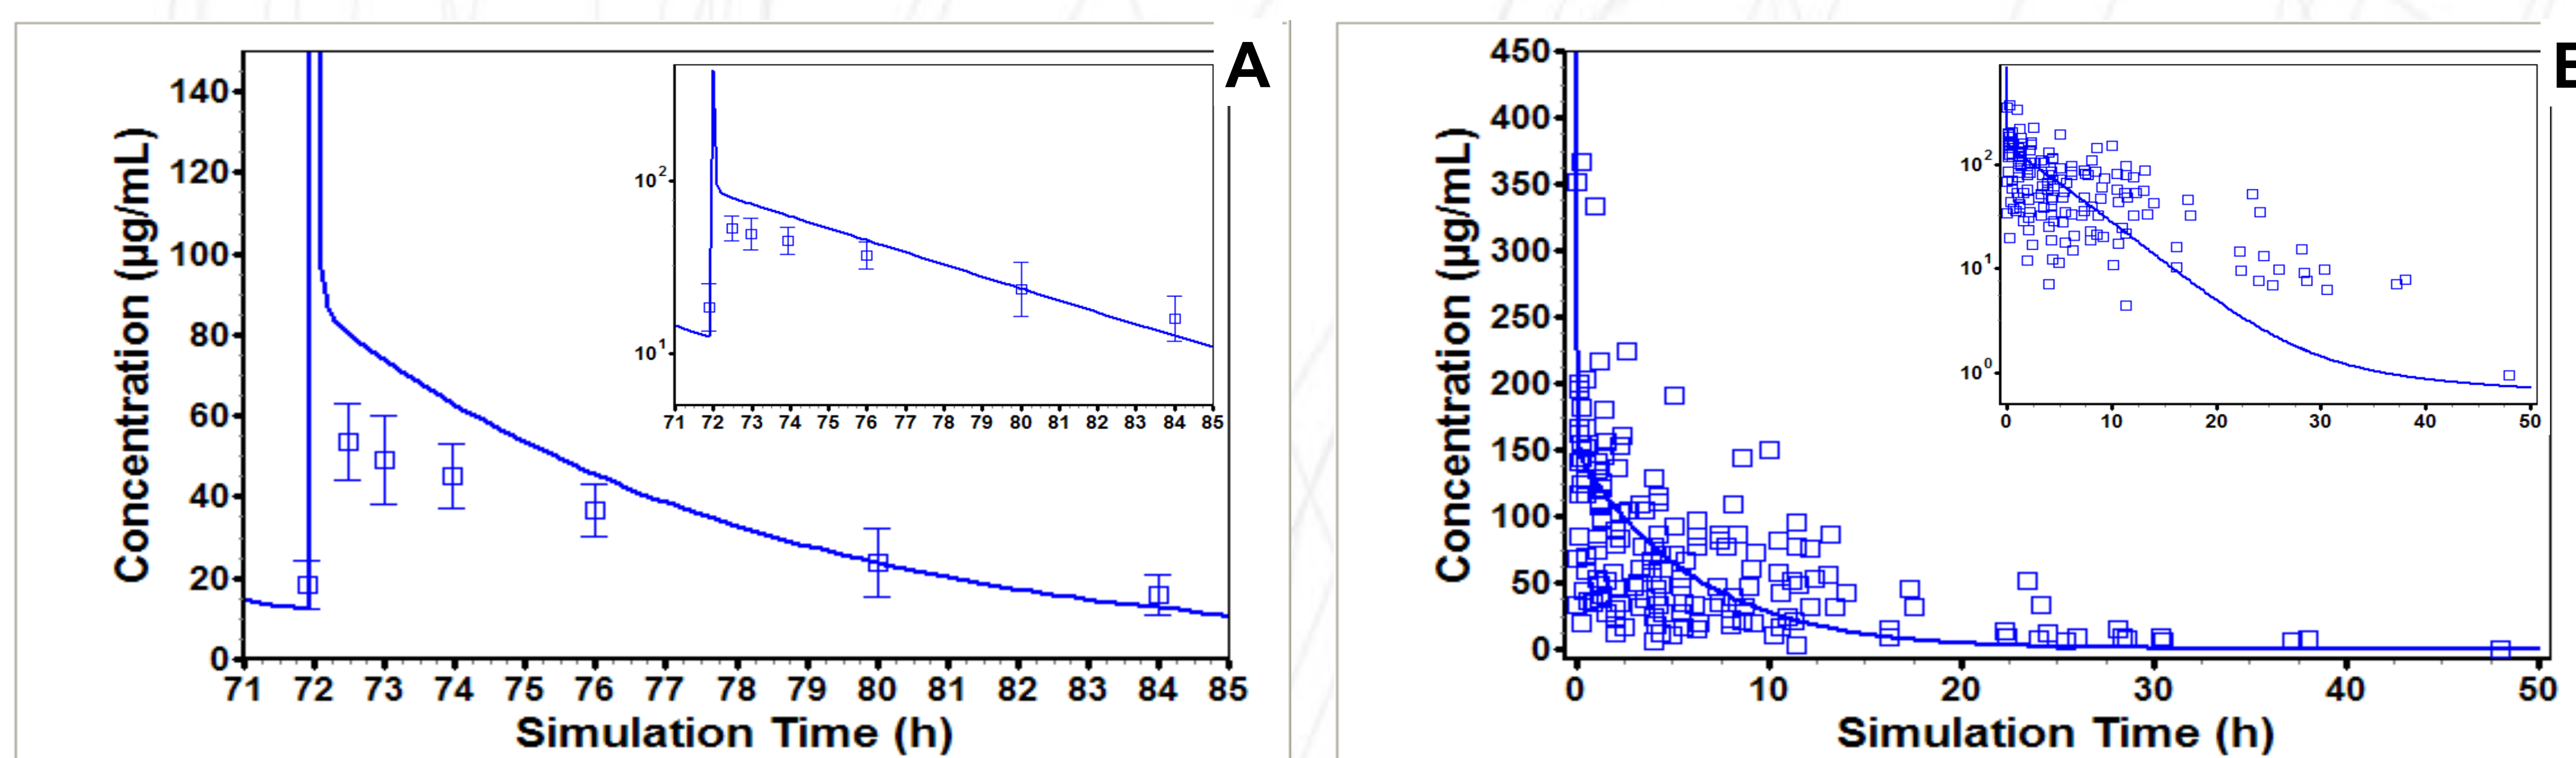 A
Concentration (µg/mL)
140
120
100
80
60
40
20
0
71 72 73 74 75 76 77 78 79 80 81 82 83 84 85
Simulation Time (h)
10²
10¹
71 72 73 74 75 76 77 78 79 80 81 82 83 84 85
Concentration (µg/mL)
450
400
350
300
250
200
150
100
50
0
0 10 20 30 40 50
Simulation Time (h)
10²
10¹
10⁰
0 10 20 30 40 50